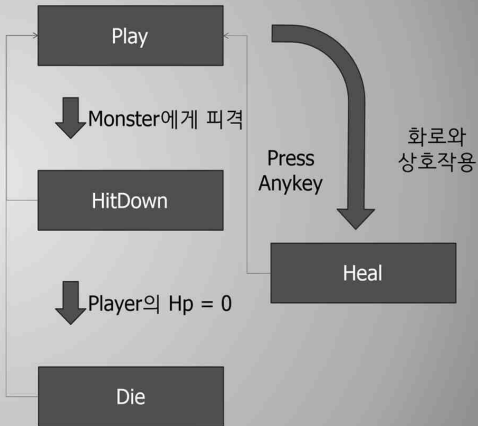 Play
Monster에게 피격
화로와
상호작용
Press
Anykey
HitDown
Heal
Player의 Hp = 0
Die